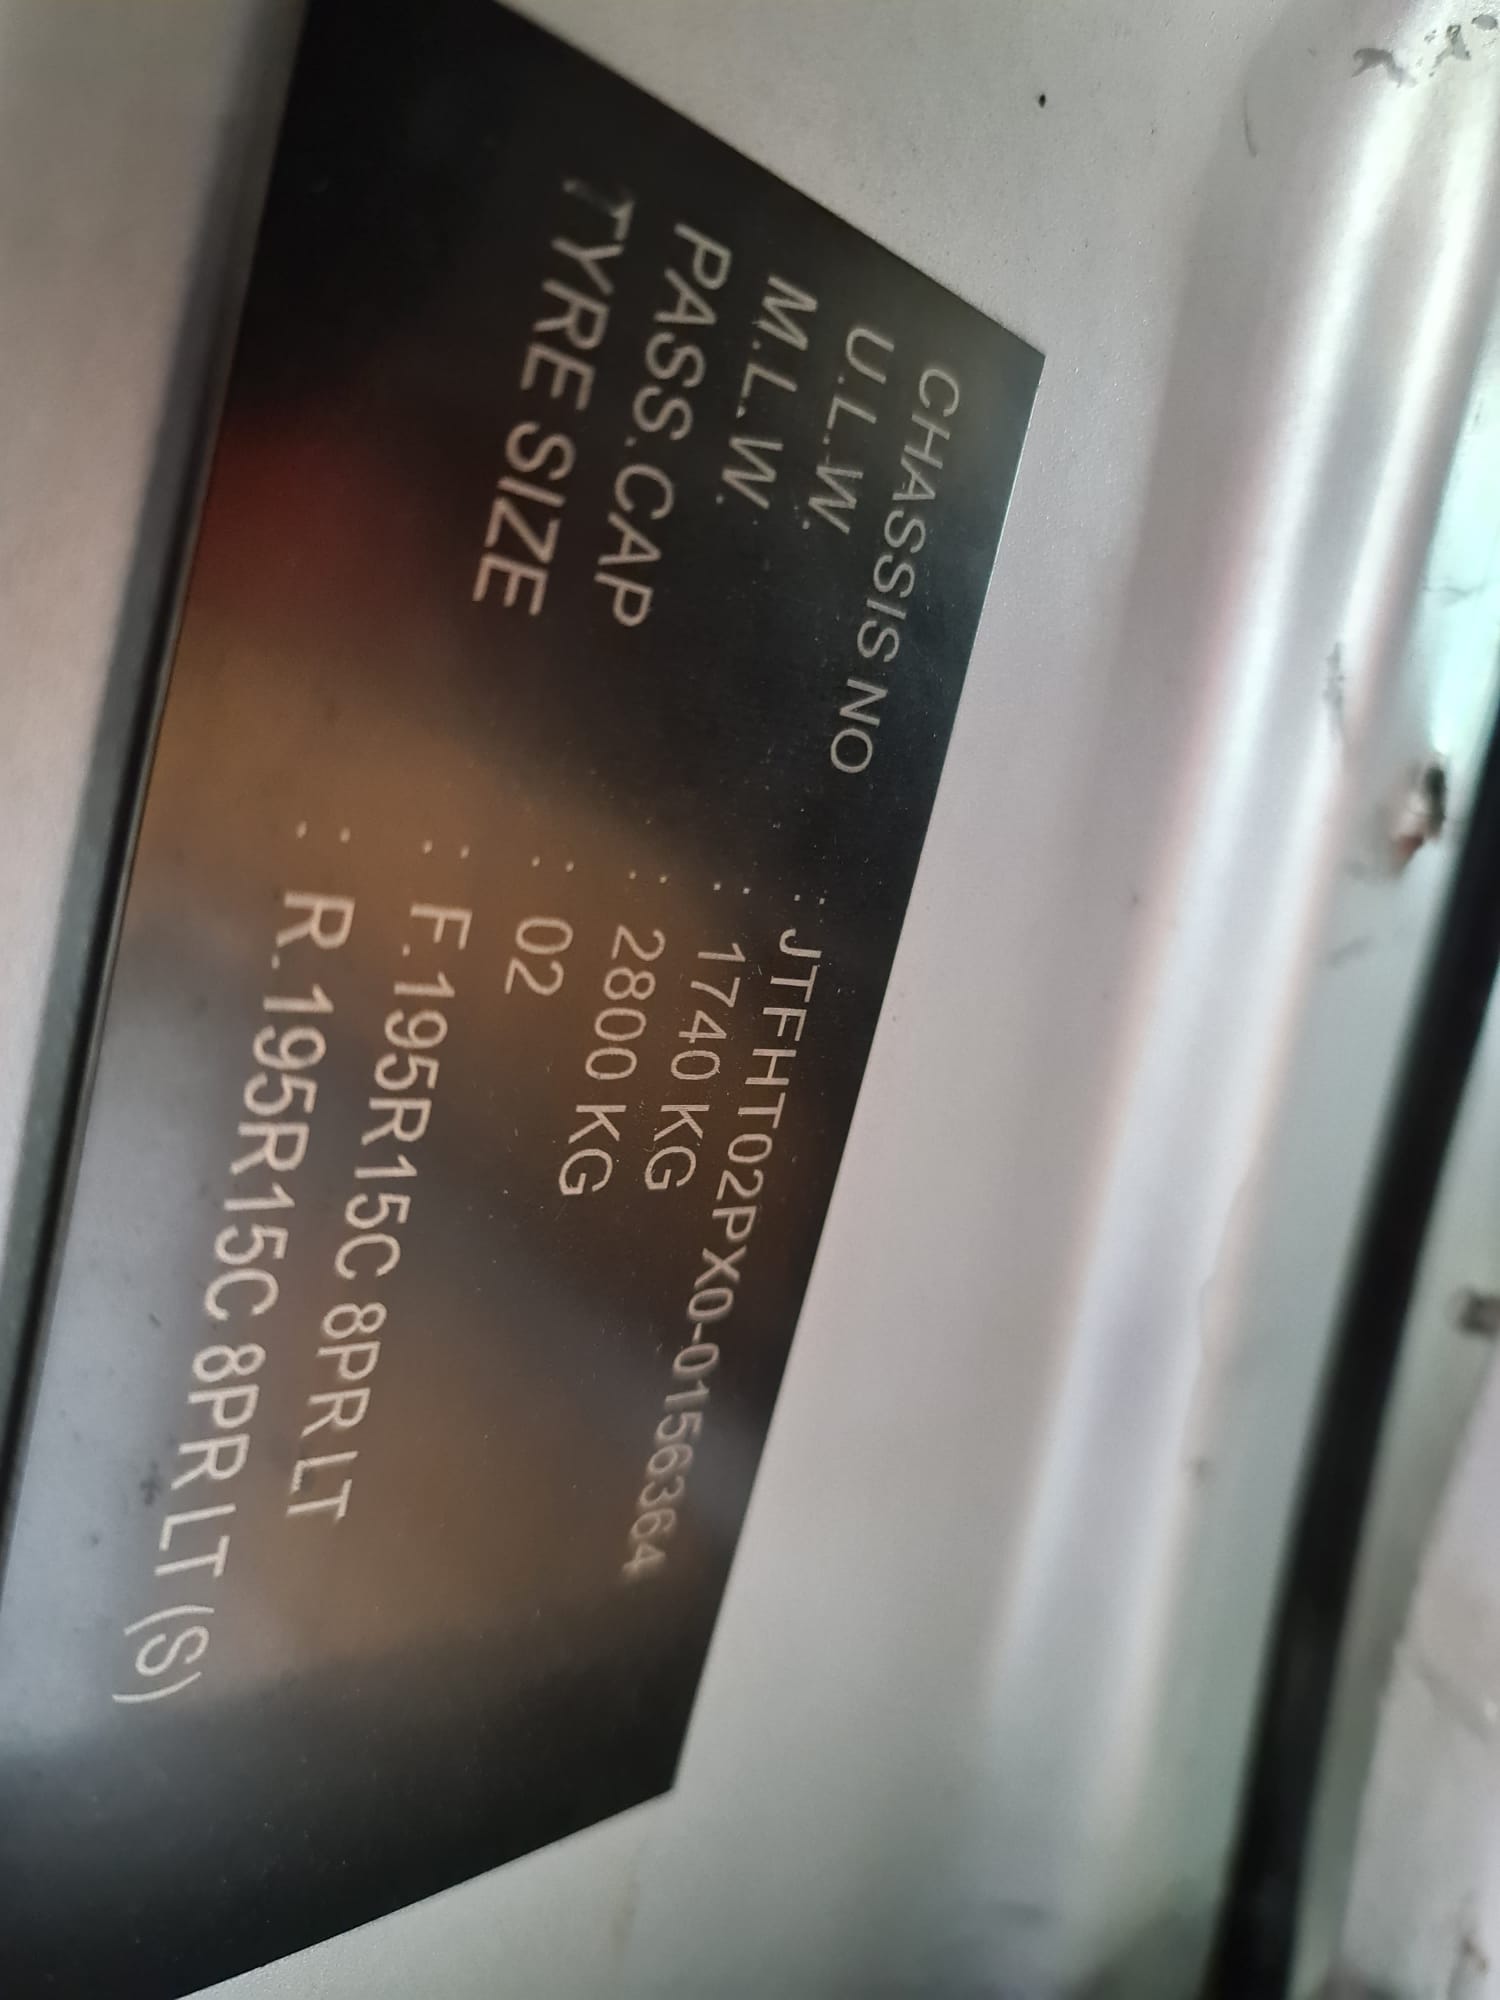 CHASSIS NO : JTFHT02PX0-0156364
U.L.W. : 1740 KG
M.L.W. : 2800 KG
PASS.CAP : 02
TYRE SIZE : F.195R15C 8PR LT
: R.195R15C 8PR LT (S)